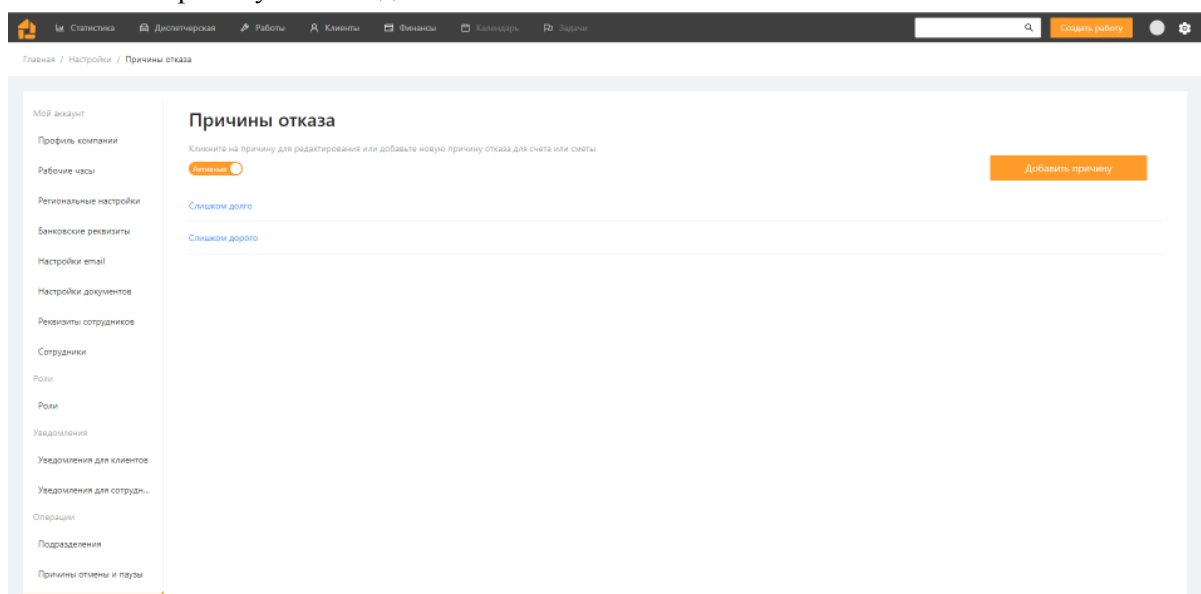 Статистика Диспетчерская Работы Клиенты Финансы Календарь Задачи Создать работу
Главная / Настройки / Причины отказа
Мой аккаунт
Профиль компании
Рабочие часы
Региональные настройки
Банковские реквизиты
Настройки email
Настройки документов
Реквизиты сотрудников
Сотрудники
Роли
Роли
Уведомления
Уведомления для клиентов
Уведомления для сотрудн...
Операции
Подразделения
Причины отмены и паузы
Причины отказа
Кликните на причину для редактирования или добавьте новую причину отказа для счета или сметы
Активные
Добавить причину
Слишком долго
Слишком дорого